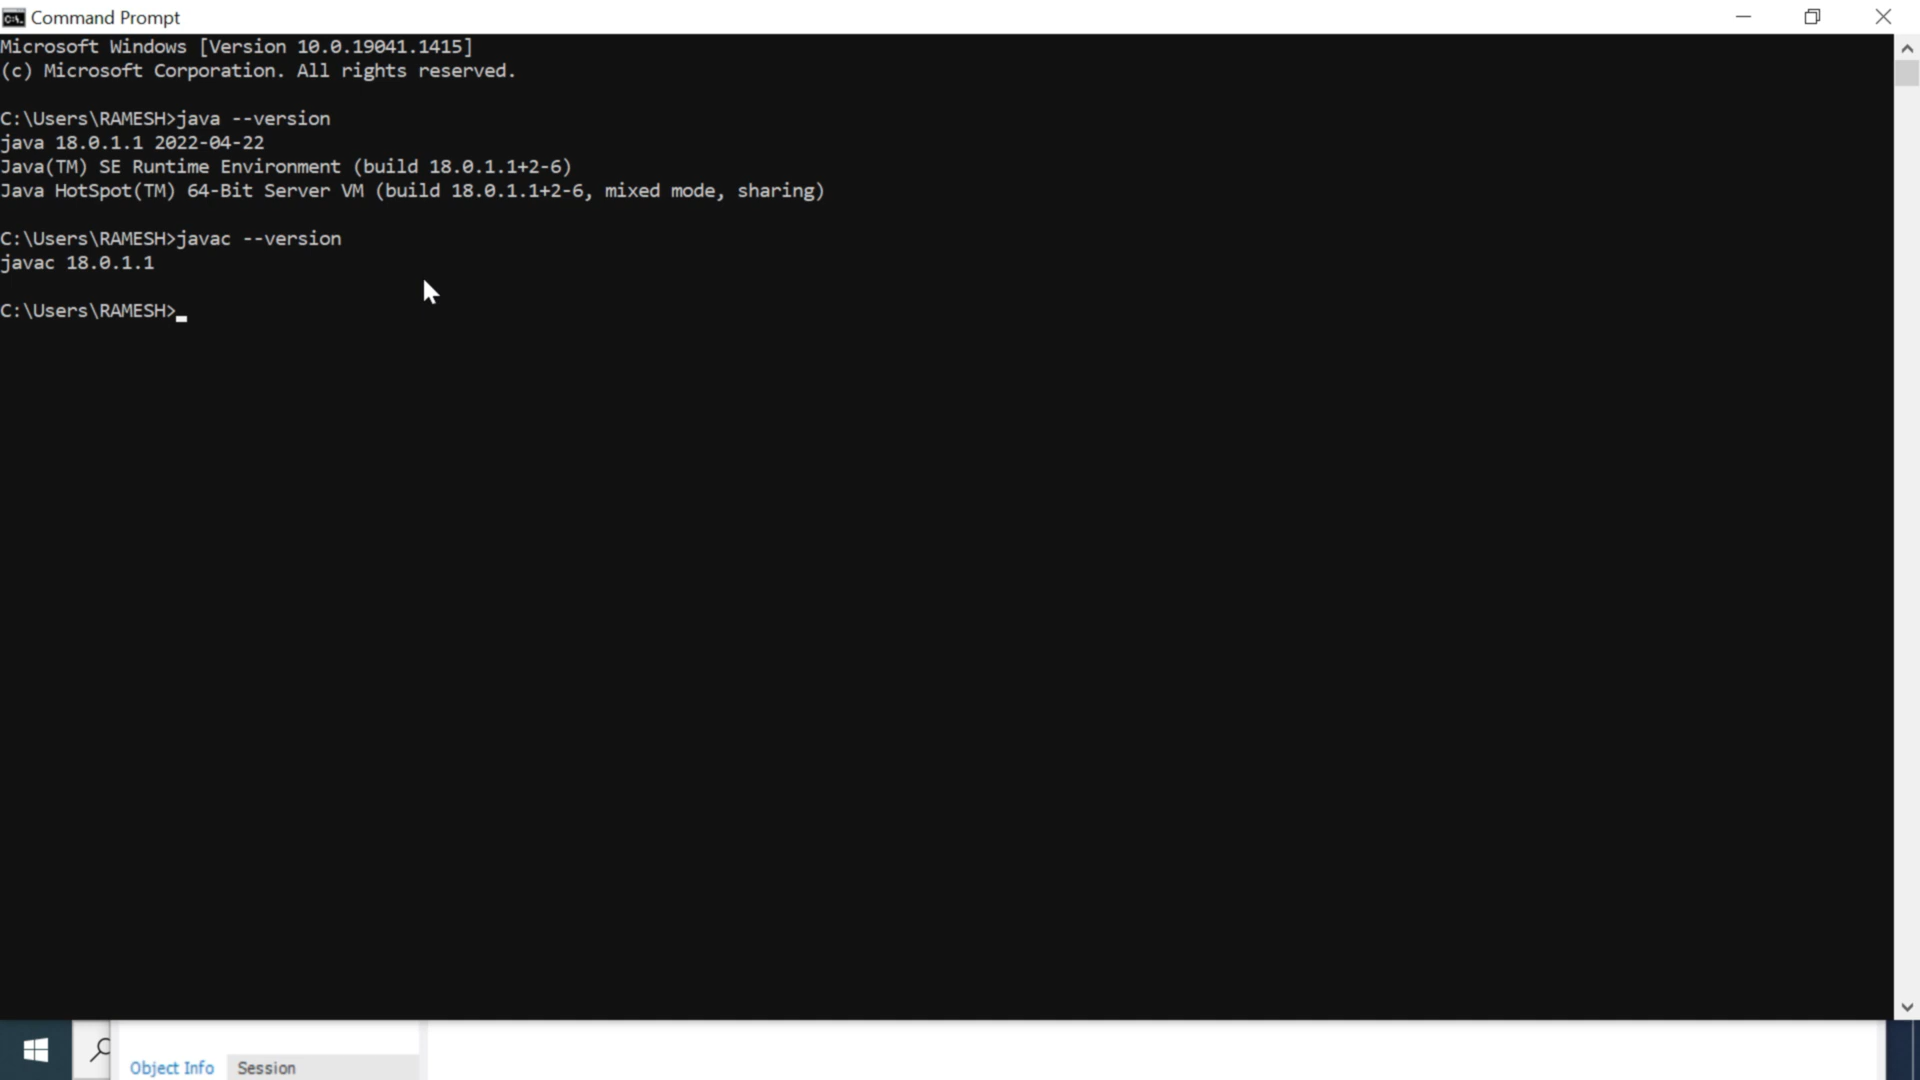 Command Prompt
Microsoft Windows [Version 10.0.19041.1415]
(c) Microsoft Corporation. All rights reserved.
C:\Users\RAMESH>java --version
java 18.0.1.1 2022-04-22
Java(TM) SE Runtime Environment (build 18.0.1.1+2-6)
Java HotSpot(TM) 64-Bit Server VM (build 18.0.1.1+2-6, mixed mode, sharing)
C:\Users\RAMESH>javac --version
javac 18.0.1.1
C:\Users\RAMESH>
Object Info Session